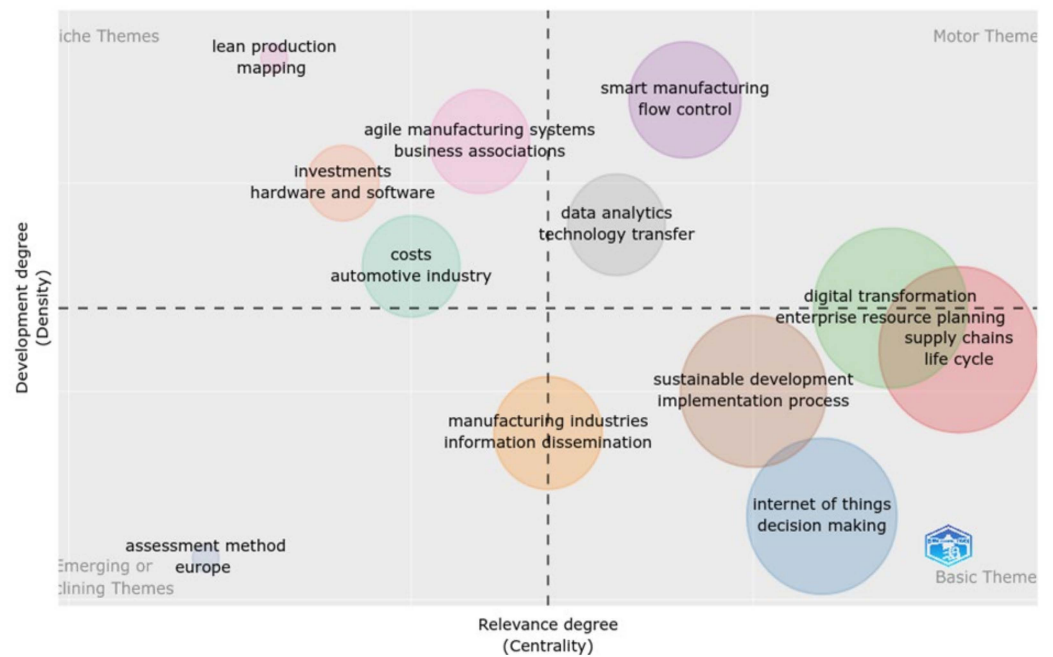 iche Themes
Motor Theme
lean production
mapping
smart manufacturing
flow control
agile manufacturing systems
business associations
investments
hardware and software
data analytics
technology transfer
costs
automotive industry
digital transformation
enterprise resource planning
supply chains
life cycle
sustainable development
implementation process
manufacturing industries
information dissemination
internet of things
decision making
assessment method
europe
Emerging or
clining Themes
Basic Theme
Development degree
(Density)
Relevance degree
(Centrality)